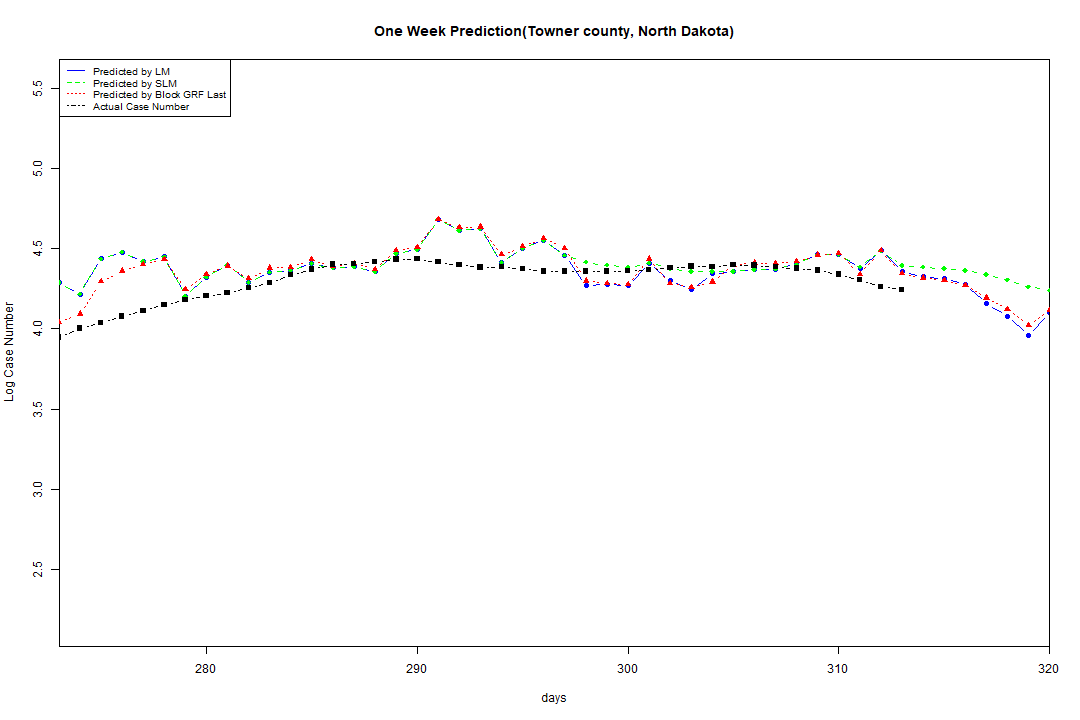 One Week Prediction(Towner county, North Dakota)
Predicted by LM
Predicted by SLM
Predicted by Block GRF Last
Actual Case Number
5.5
5.0
4.5
4.0
3.5
3.0
2.5
Log Case Number
280 290 300 310 320
days